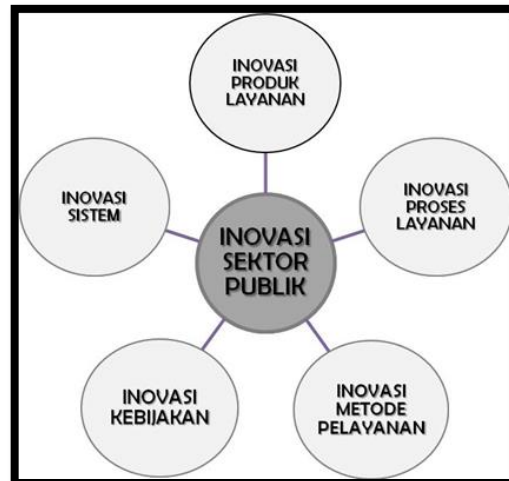 INOVASI
PRODUK
LAYANAN
INOVASI
SISTEM
INOVASI
PROSES
LAYANAN
INOVASI
SEKTOR
PUBLIK
INOVASI
KEBIJAKAN
INOVASI
METODE
PELAYANAN